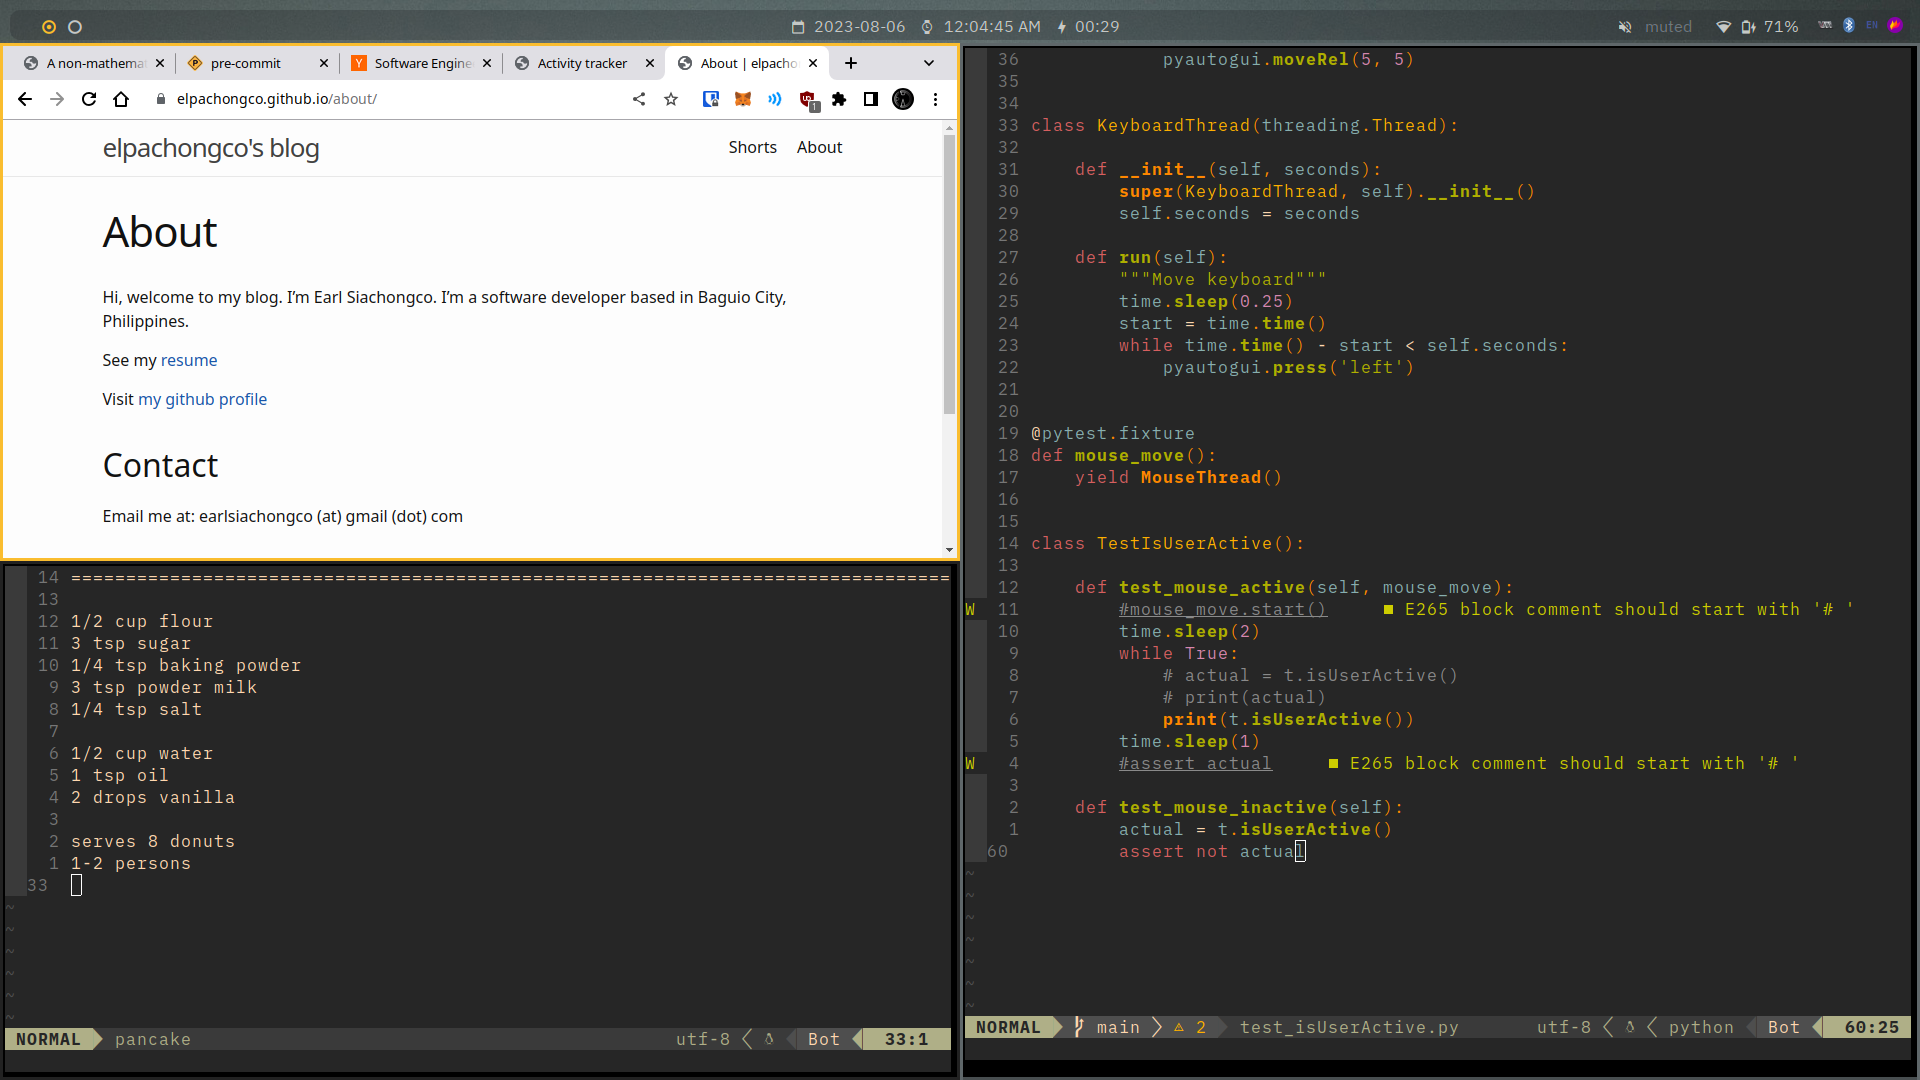 2023-08-06 12:04:45 AM 00:29
muted 71% EN
A non-mathema
pre-commit
Software Engine
Activity tracker
About | elpacho
elpachongco.github.io/about/
elpachongco's blog
Shorts About
About
Hi, welcome to my blog. I’m Earl Siachongco. I’m a software developer based in Baguio City,
Philippines.
See my resume
Visit my github profile
Contact
Email me at: earlsiachongco (at) gmail (dot) com
14 ================================================================================
13
12 1/2 cup flour
11 3 tsp sugar
10 1/4 tsp baking powder
9 3 tsp powder milk
8 1/4 tsp salt
7
6 1/2 cup water
5 1 tsp oil
4 2 drops vanilla
3
2 serves 8 donuts
1 1-2 persons
33
~
~
~
~
~
~
NORMAL pancake utf-8 Bot 33:1
36 pyautogui.moveRel(5, 5)
35
34
33 class KeyboardThread(threading.Thread):
32
31 def __init__(self, seconds):
30 super(KeyboardThread, self).__init__()
29 self.seconds = seconds
28
27 def run(self):
26 """Move keyboard"""
25 time.sleep(0.25)
24 start = time.time()
23 while time.time() - start < self.seconds:
22 pyautogui.press('left')
21
20
19 @pytest.fixture
18 def mouse_move():
17 yield MouseThread()
16
15
14 class TestIsUserActive():
13
12 def test_mouse_active(self, mouse_move):
W 11 #mouse_move.start() ■ E265 block comment should start with '# '
10 time.sleep(2)
9 while True:
8 # actual = t.isUserActive()
7 # print(actual)
6 print(t.isUserActive())
5 time.sleep(1)
W 4 #assert actual ■ E265 block comment should start with '# '
3
2 def test_mouse_inactive(self):
1 actual = t.isUserActive()
60 assert not actual
~
~
~
~
~
~
~
NORMAL main ⚠ 2 test_isUserActive.py utf-8 python Bot 60:25